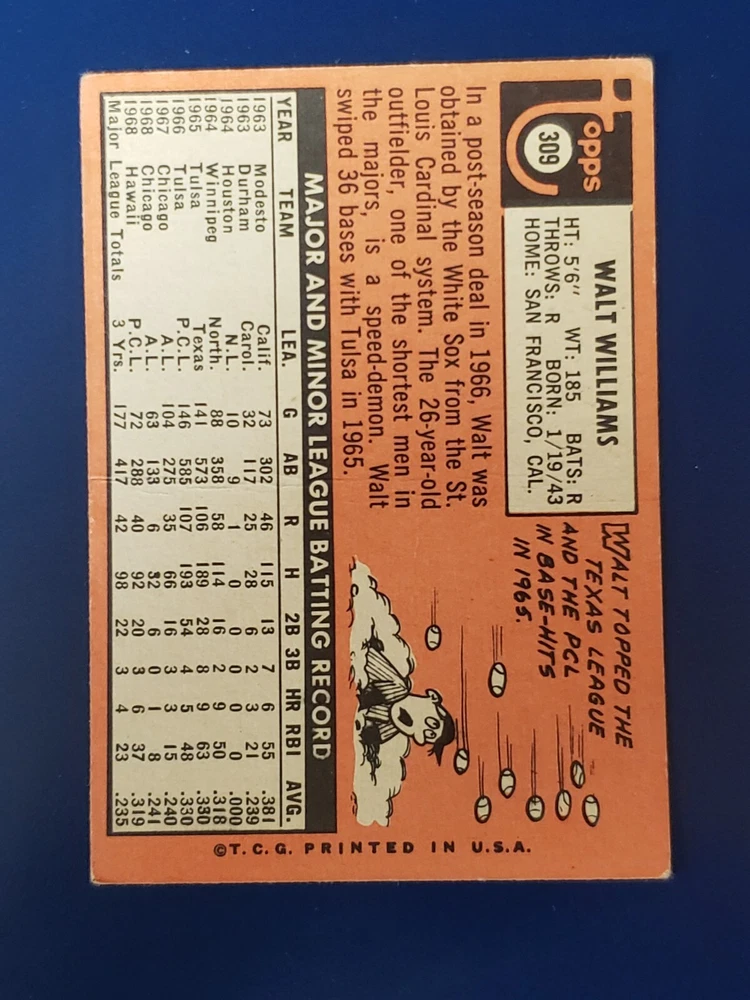 Topps
309
WALT WILLIAMS
HT: 5'6" WT: 185 BATS: R
THROWS: R BORN: 1/19/43
HOME: SAN FRANCISCO, CAL.
WALT TOPPED THE
TEXAS LEAGUE
AND THE PCL
IN BASE-HITS
IN 1965.
In a post-season deal in 1966, Walt was
obtained by the White Sox from the St.
Louis Cardinal system. The 26-year-old
outfielder, one of the shortest men in
the majors, is a speed-demon. Walt
swiped 36 bases with Tulsa in 1965.
MAJOR AND MINOR LEAGUE BATTING RECORD
YEAR TEAM LEA. G AB R H 2B 3B HR RBI AVG.
1963 Modesto Calif. 73 302 46 115 13 7 6 55 .381
1963 Durham Carol. 32 117 25 28 6 2 3 21 .239
1964 Houston N.L. 10 9 1 0 0 0 0 0 .000
1964 Winnipeg North. 88 358 58 114 16 2 9 50 .318
1965 Tulsa Texas 141 573 106 189 28 8 9 63 .330
1966 Tulsa P.C.L. 146 585 107 193 54 4 5 48 .330
1967 Chicago A.L. 104 275 35 66 16 3 3 15 .240
1968 Chicago A.L. 63 133 6 32 6 0 1 8 .241
1968 Hawaii P.C.L. 72 288 40 92 20 3 6 37 .319
Major League Totals 3 Yrs. 177 417 42 98 22 3 4 23 .235
©T.C.G. PRINTED IN U.S.A.